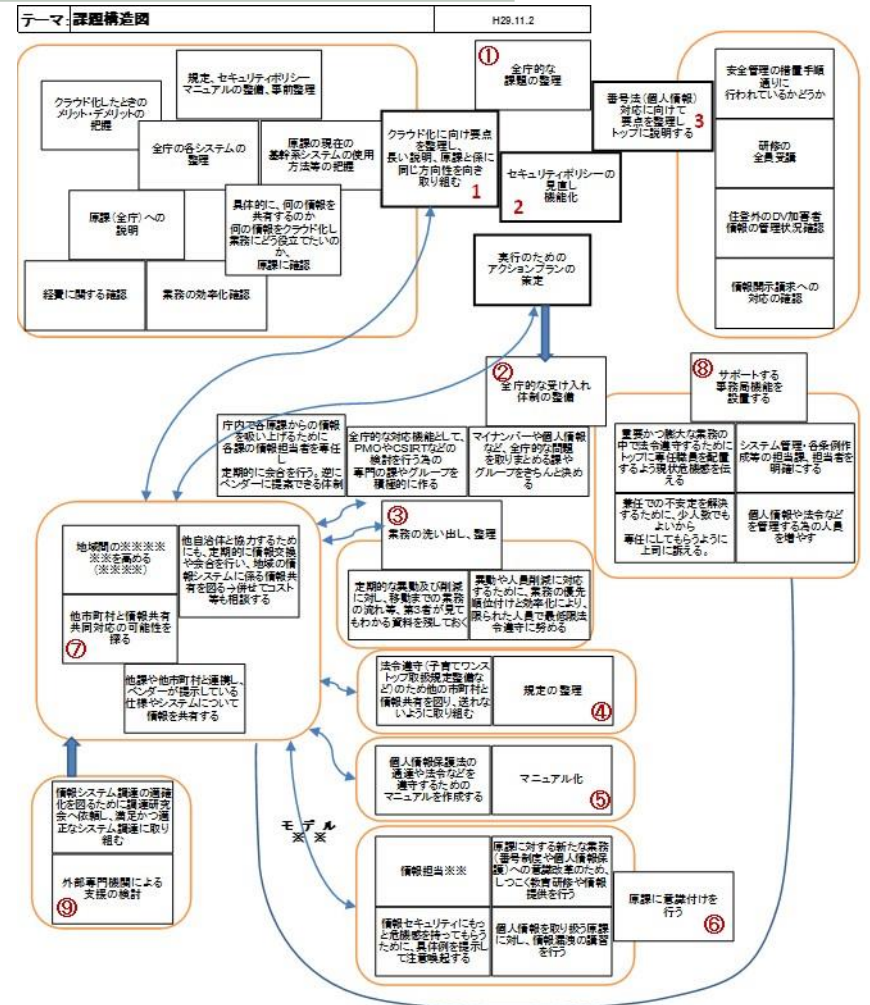 テーマ:課題構造図
H29.11.2
①
全庁的な
課題の整理
規定、セキュリティポリシー
マニュアルの整備、事前整理
クラウド化したときの
メリット・デメリットの
把握
全庁の各システムの
整理
原課の現在の
基幹系システムの使用
方法等の把握
原課（全庁）への
説明
具体的に、何の情報を
共有するのか
何の情報をクラウド化し
業務にどう役立てたいの
か、
原課に確認
経費に関する確認
業務の効率化確認
クラウド化に向け要点
を整理し、
長い説明、原課と係に
同じ方向性を向き
取り組む
1
セキュリティポリシーの
見直し
機能化
2
番号法（個人情報）
対応に向けて
要点を整理し
トップに説明する
3
安全管理の措置手順
通りに
行われているかどうか
研修の
全員受講
住登外のDV加害者
情報の管理状況確認
情報開示請求への
対応の確認
実行のための
アクションプランの
策定
②
全庁的な受け入れ
体制の整備
庁内で各原課からの情報
を吸い上げるために
各課の情報担当者を専任
し
定期的に会合を行う。逆に
ベンダーに提案できる体制
全庁的な対応機能として、
PMOやCSIRTなどの
検討を行う為の
専門の課やグループを
積極的に作る
マイナンバーや個人情報
など、全庁的な問題
を取りまとめる課や
グループをきちんと決め
る
⑧
サポートする
事務局機能を
設置する
重要かつ膨大な業務の
中で法令遵守するために
トップに専任職員を配置
するよう現状危機感を伝
える
システム管理・各条例作
成等の担当課、担当者を
明確にする
兼任での不安定を解決
するために、少人数でも
よいから
専任にしてもらうように
上司に訴える。
個人情報や法令など
を管理する為の人員
を増やす
③
業務の洗い出し、整理
定期的な異動及び削減
に対し、移動までの業務
の流れ等、第3者が見て
もわかる資料を残しておく
異動や人員削減に対応
するために、業務の優先
順位付けと効率化により、
限られた人員で最低限法
令遵守に努める
地域間の※※※※
※※を高める
（※※※※）
他自治体と協力するため
にも、定期的に情報交換
や会合を行い、地域の情
報システムに係る情報共
有を図る→併せてコスト
等も相談する
他市町村と情報共有
共同対応の可能性を
探る
⑦
他課や他市町村と連携し、
ベンダーが提示している
仕様やシステムについて
情報を共有する
法令遵守（子育てワンス
トップ取扱規定整備な
ど）のため他の市町村と
情報共有を図り、送れな
いように取り組む
規定の整理
④
個人情報保護法の
通達や法令などを
遵守するための
マニュアルを作成する
マニュアル化
⑤
モデル
※※
情報担当※※
原課に対する新たな業務
（番号制度や個人情報保
護）への意識改革のため、
しつこく教育研修や情報
提供を行う
情報セキュリティにもっ
と危機感を持ってもらう
ために、具体例を提示し
て注意喚起する
個人情報を取り扱う原課
に対し、情報漏洩の講習
を行う
原課に意識付けを
行う
⑥
情報システム調達の適確
化を図るために調達研究
会へ依頼し、満足かつ適
正なシステム調達に取り
組む
外部専門機関による
支援の検討
⑨